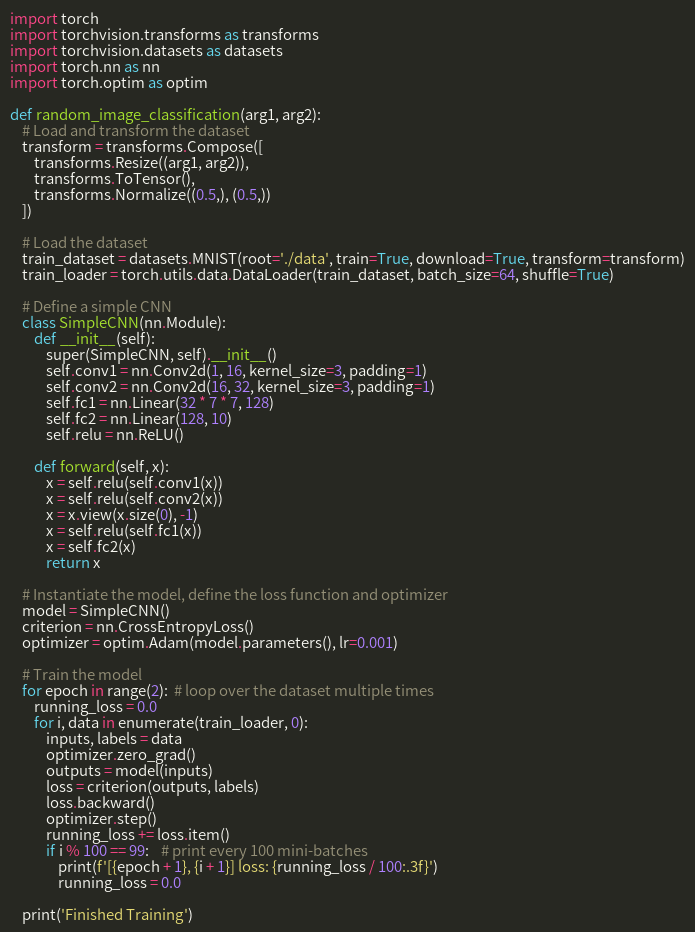 import torch
import torchvision.transforms as transforms
import torchvision.datasets as datasets
import torch.nn as nn
import torch.optim as optim

def random_image_classification(arg1, arg2):
    # Load and transform the dataset
    transform = transforms.Compose([
        transforms.Resize((arg1, arg2)),
        transforms.ToTensor(),
        transforms.Normalize((0.5,), (0.5,))
    ])

    # Load the dataset
    train_dataset = datasets.MNIST(root='./data', train=True, download=True, transform=transform)
    train_loader = torch.utils.data.DataLoader(train_dataset, batch_size=64, shuffle=True)

    # Define a simple CNN
    class SimpleCNN(nn.Module):
        def __init__(self):
            super(SimpleCNN, self).__init__()
            self.conv1 = nn.Conv2d(1, 16, kernel_size=3, padding=1)
            self.conv2 = nn.Conv2d(16, 32, kernel_size=3, padding=1)
            self.fc1 = nn.Linear(32 * 7 * 7, 128)
            self.fc2 = nn.Linear(128, 10)
            self.relu = nn.ReLU()

        def forward(self, x):
            x = self.relu(self.conv1(x))
            x = self.relu(self.conv2(x))
            x = x.view(x.size(0), -1)
            x = self.relu(self.fc1(x))
            x = self.fc2(x)
            return x

    # Instantiate the model, define the loss function and optimizer
    model = SimpleCNN()
    criterion = nn.CrossEntropyLoss()
    optimizer = optim.Adam(model.parameters(), lr=0.001)

    # Train the model
    for epoch in range(2):  # loop over the dataset multiple times
        running_loss = 0.0
        for i, data in enumerate(train_loader, 0):
            inputs, labels = data
            optimizer.zero_grad()
            outputs = model(inputs)
            loss = criterion(outputs, labels)
            loss.backward()
            optimizer.step()
            running_loss += loss.item()
            if i % 100 == 99:    # print every 100 mini-batches
                print(f'[{epoch + 1}, {i + 1}] loss: {running_loss / 100:.3f}')
                running_loss = 0.0

    print('Finished Training')